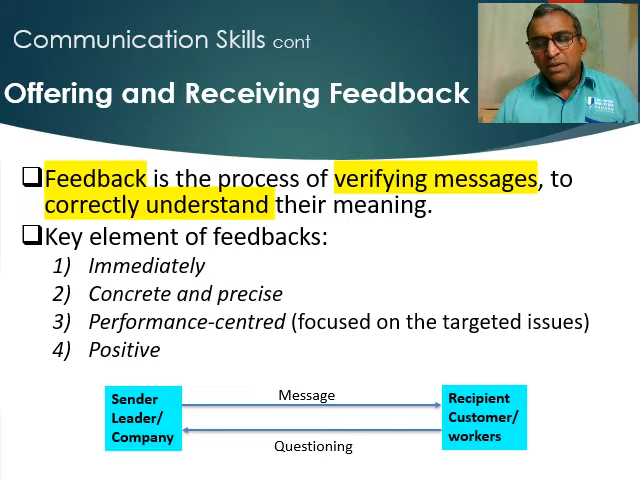 Communication Skills cont
Offering and Receiving Feedback
Feedback is the process of verifying messages, to
correctly understand their meaning.
Key element of feedbacks:
1) Immediately
2) Concrete and precise
3) Performance-centred (focused on the targeted issues)
4) Positive
Sender
Leader/
Company
Message
Questioning
Recipient
Customer/
workers